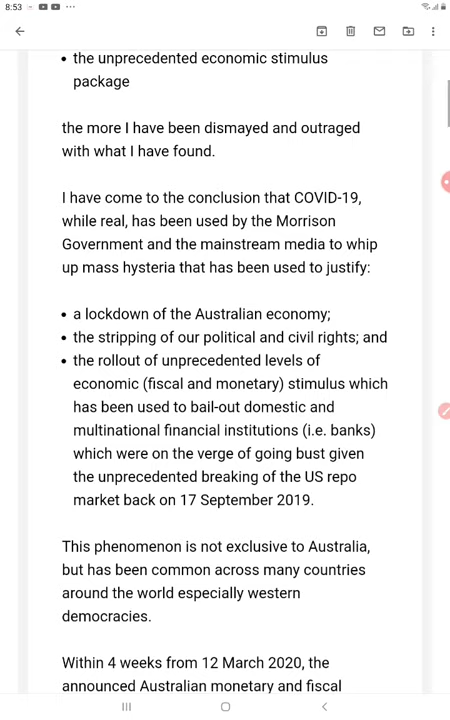 8:53
• the unprecedented economic stimulus
package
the more I have been dismayed and outraged
with what I have found.
I have come to the conclusion that COVID-19,
while real, has been used by the Morrison
Government and the mainstream media to whip
up mass hysteria that has been used to justify:
• a lockdown of the Australian economy;
• the stripping of our political and civil rights; and
• the rollout of unprecedented levels of
economic (fiscal and monetary) stimulus which
has been used to bail-out domestic and
multinational financial institutions (i.e. banks)
which were on the verge of going bust given
the unprecedented breaking of the US repo
market back on 17 September 2019.
This phenomenon is not exclusive to Australia,
but has been common across many countries
around the world especially western
democracies.
Within 4 weeks from 12 March 2020, the
announced Australian monetary and fiscal